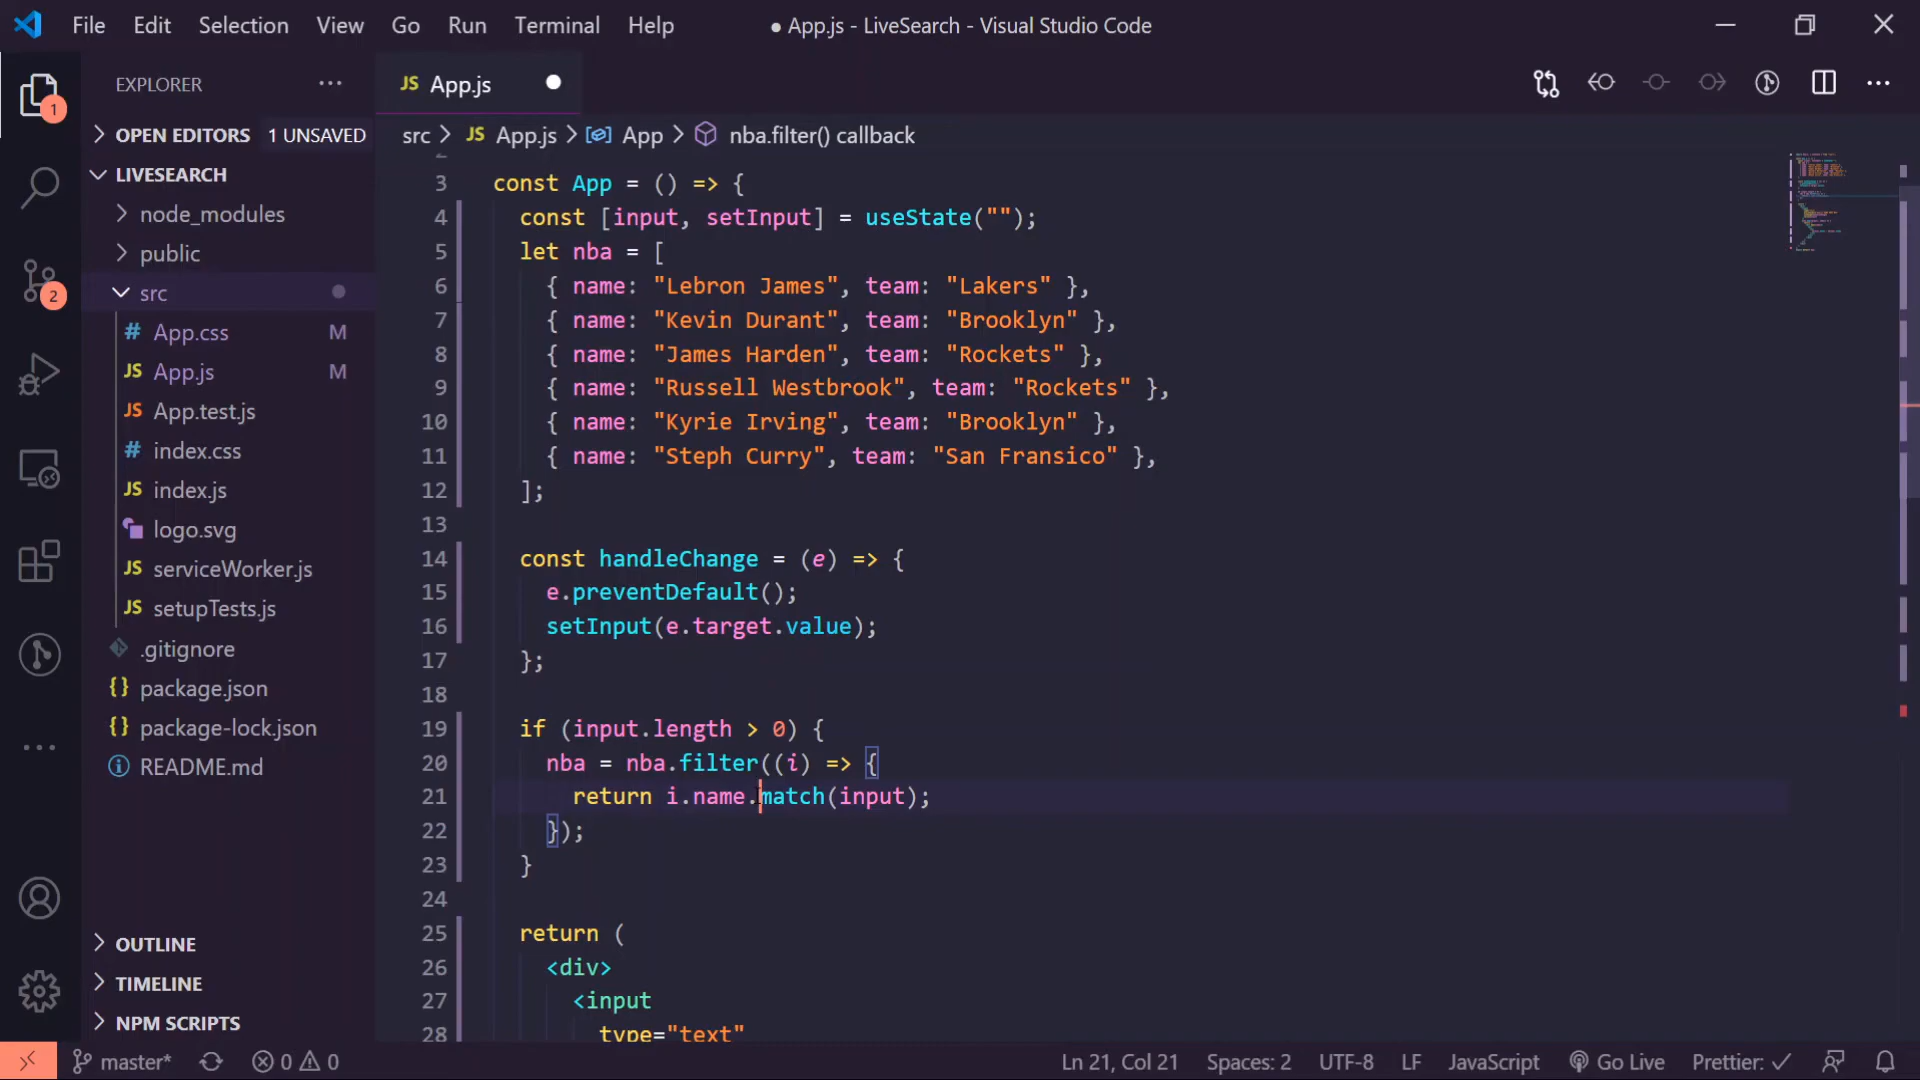 File Edit Selection View Go Run Terminal Help
● App.js - LiveSearch - Visual Studio Code
EXPLORER
OPEN EDITORS 1 UNSAVED
LIVESEARCH
node_modules
public
src
# App.css M
JS App.js M
JS App.test.js
# index.css
JS index.js
logo.svg
JS serviceWorker.js
JS setupTests.js
.gitignore
{} package.json
{} package-lock.json
README.md
OUTLINE
TIMELINE
NPM SCRIPTS
1
2
JS App.js
src > JS App.js > App > nba.filter() callback
3 const App = () => {
4 const [input, setInput] = useState("");
5 let nba = [
6 { name: "Lebron James", team: "Lakers" },
7 { name: "Kevin Durant", team: "Brooklyn" },
8 { name: "James Harden", team: "Rockets" },
9 { name: "Russell Westbrook", team: "Rockets" },
10 { name: "Kyrie Irving", team: "Brooklyn" },
11 { name: "Steph Curry", team: "San Fransico" },
12 ];
13
14 const handleChange = (e) => {
15 e.preventDefault();
16 setInput(e.target.value);
17 };
18
19 if (input.length > 0) {
20 nba = nba.filter((i) => {
21 return i.name.match(input);
22 });
23 }
24
25 return (
26 <div>
27 <input
28 type="text"
master* 0 0
Ln 21, Col 21 Spaces: 2 UTF-8 LF JavaScript Go Live Prettier: ✓